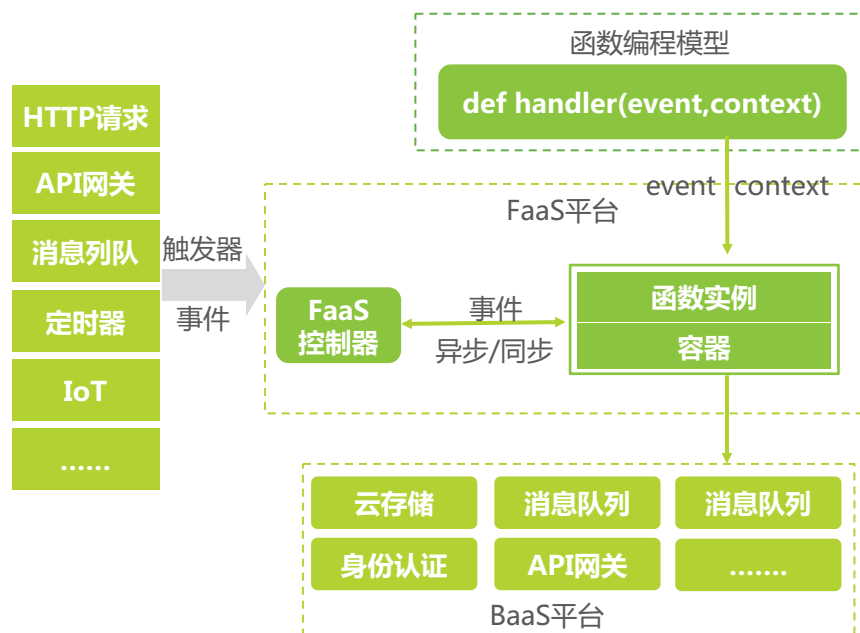 函数编程模型
def handler(event,context)
HTTP请求
API网关
消息列队
定时器
IoT
......
触发器
事件
event
context
FaaS平台
FaaS
控制器
事件
异步/同步
函数实例
容器
云存储
消息队列
消息队列
身份认证
API网关
.......
BaaS平台